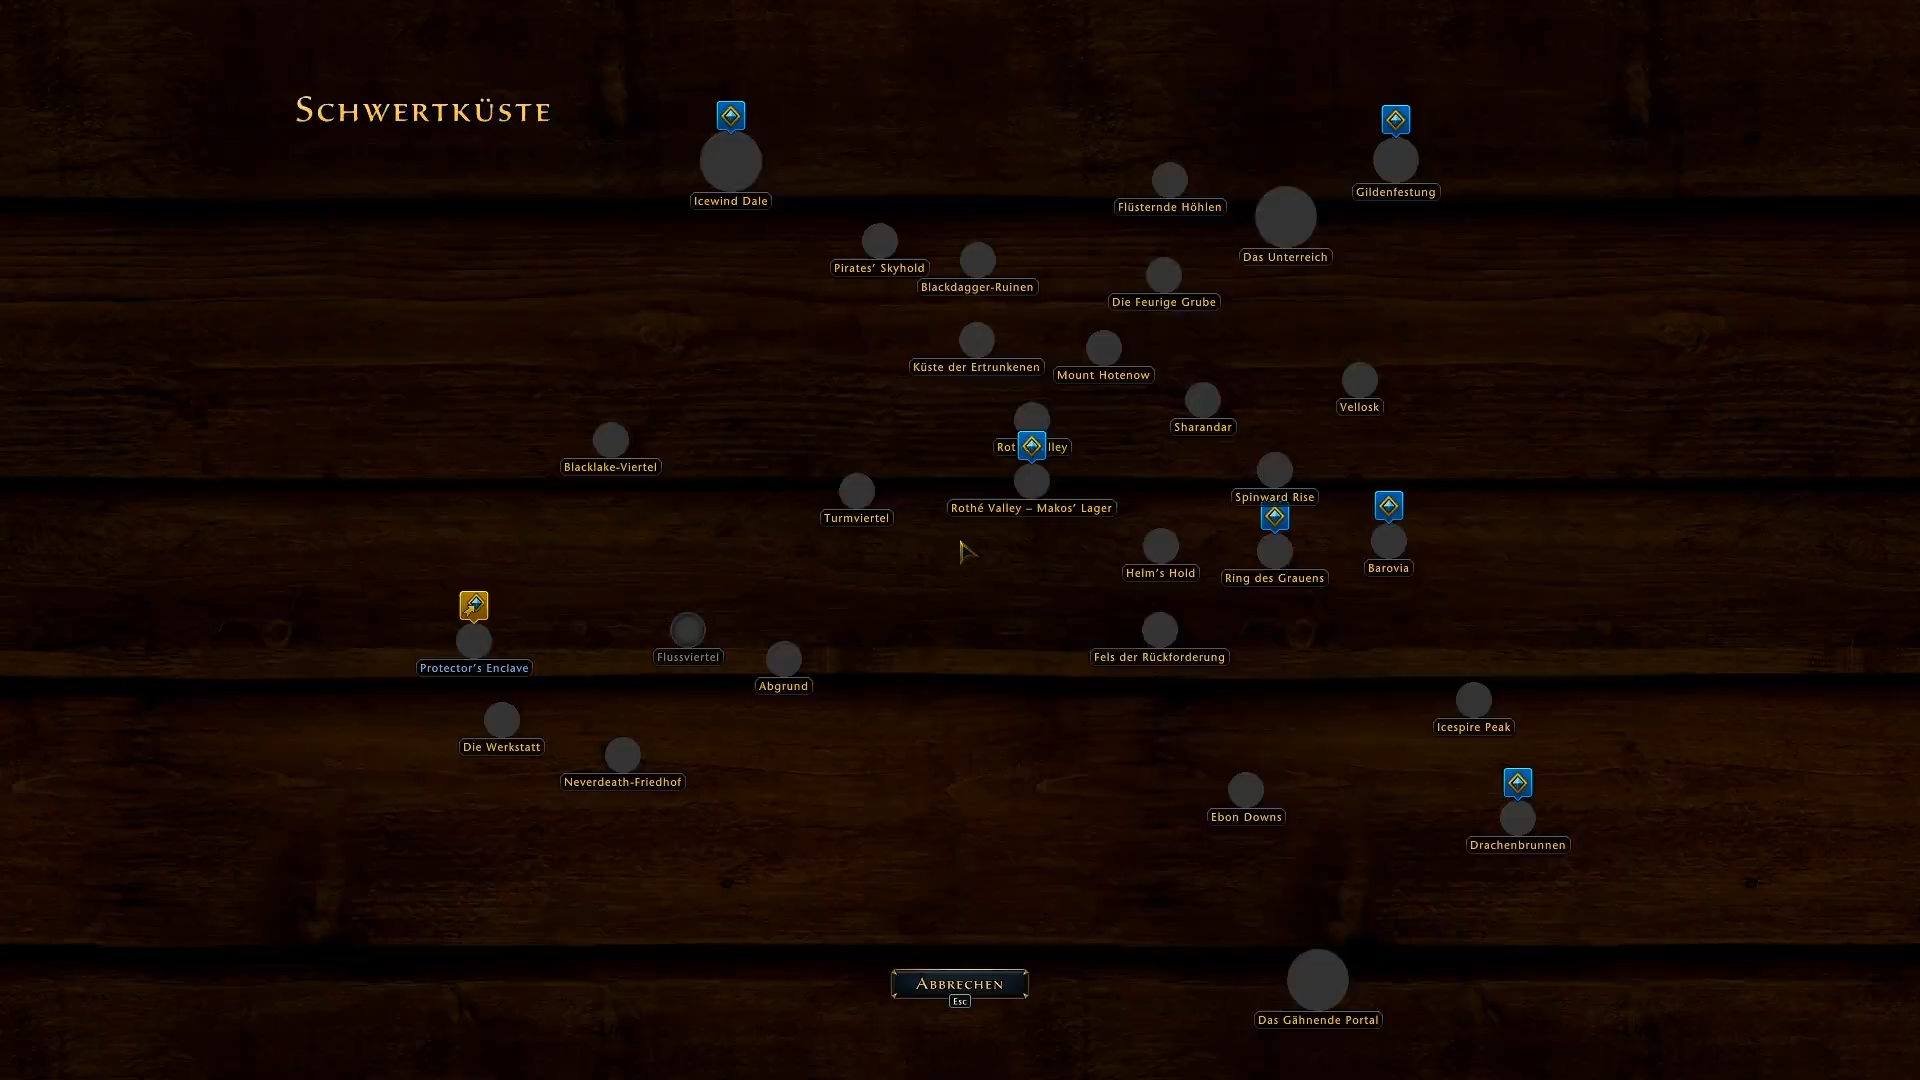 Schwertküste
Icewind Dale
Gildenfestung
Flüsternde Höhlen
Das Unterreich
Pirates' Skyhold
Blackdagger-Ruinen
Die Feurige Grube
Küste der Ertrunkenen
Mount Hotenow
Vellosk
Sharandar
Rot lley
Blacklake-Viertel
Spinward Rise
Rothé Valley – Makos' Lager
Turmviertel
Barovia
Helm's Hold
Ring des Grauens
Flussviertel
Fels der Rückforderung
Protector's Enclave
Abgrund
Icespire Peak
Die Werkstatt
Neverdeath-Friedhof
Ebon Downs
Drachenbrunnen
Abbrechen
Esc
Das Gähnende Portal